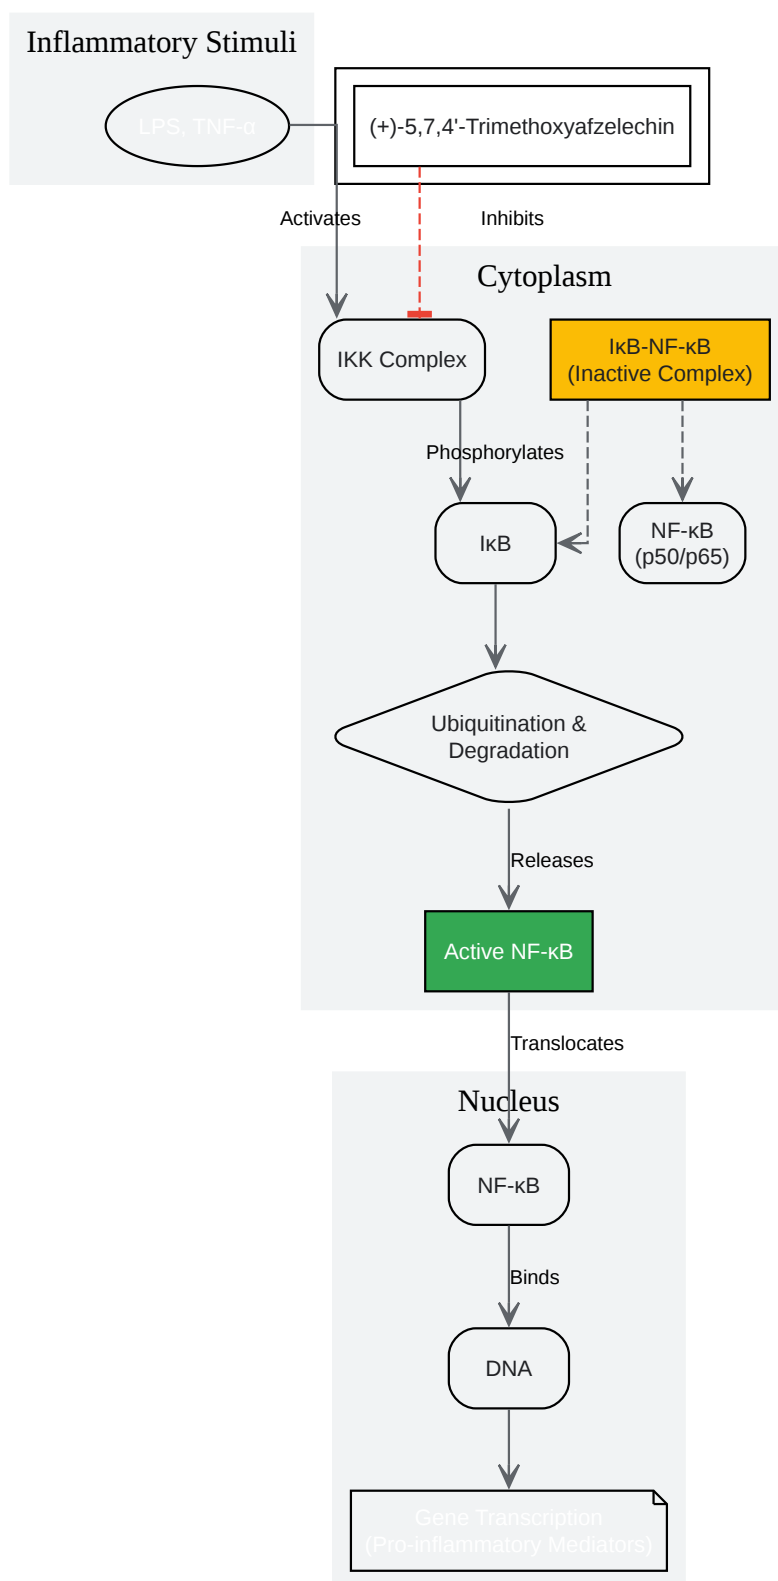 Inflammatory Stimuli
LPS, TNF-α
(+)-5,7,4'-Trimethoxyafzelechin
Activates
Inhibits
Cytoplasm
IKK Complex
IκB-NF-κB
(Inactive Complex)
Phosphorylates
IκB
NF-κB
(p50/p65)
Ubiquitination &
Degradation
Releases
Active NF-κB
Translocates
Nucleus
NF-κB
Binds
DNA
Gene Transcription
(Pro-inflammatory Mediators)